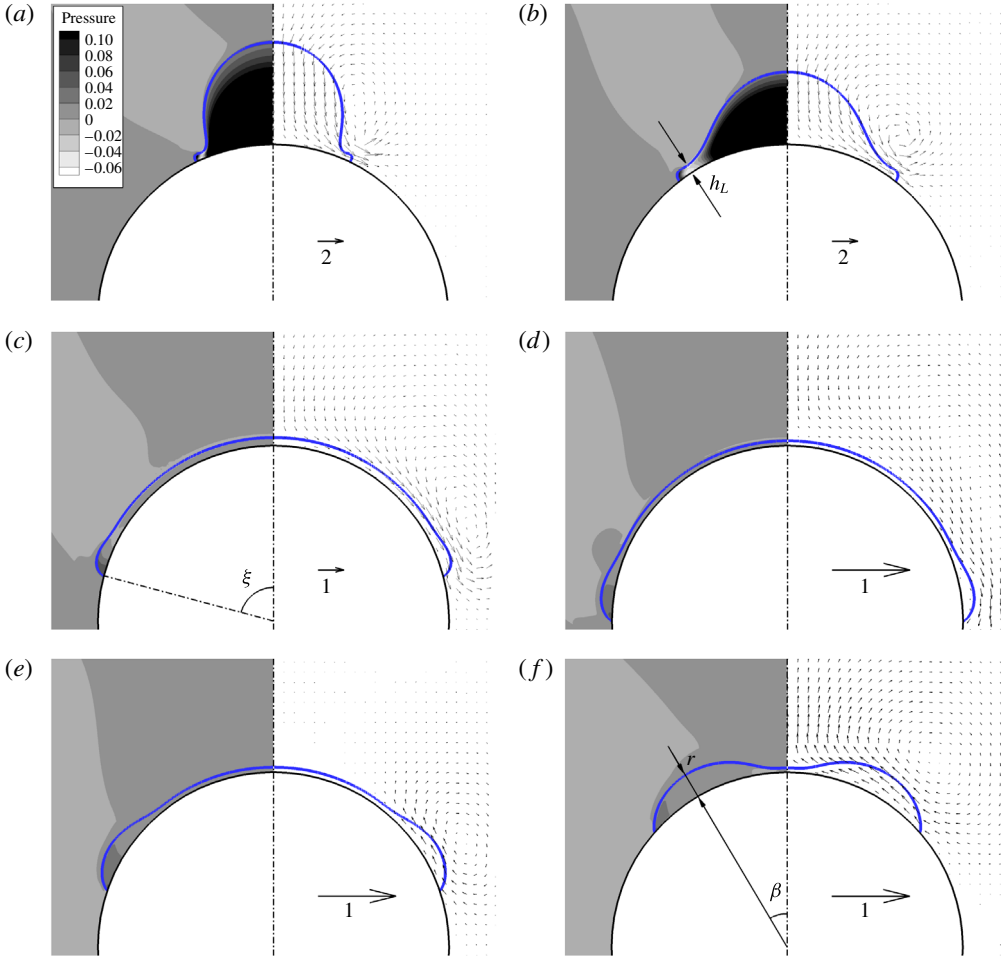 (a)
Pressure
0.10
0.08
0.06
0.04
0.02
0
−0.02
−0.04
−0.06
2
(b)
h_L
2
(c)
ξ
1
(d)
1
(e)
1
(f)
r
β
1